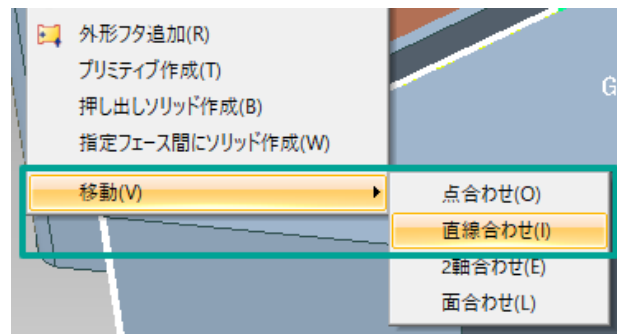 外形フタ追加(R)
プリミティブ作成(T)
押し出しソリッド作成(B)
指定フェース間にソリッド作成(W)
移動(V)
点合わせ(O)
直線合わせ(I)
2軸合わせ(E)
面合わせ(L)
G